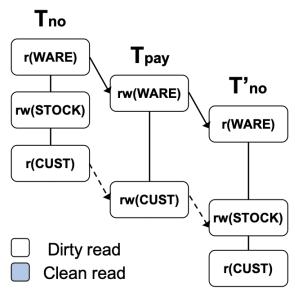 Tno
r(WARE)
rw(STOCK)
r(CUST)
Tpay
rw(WARE)
rw(CUST)
T'no
r(WARE)
rw(STOCK)
r(CUST)
Dirty read
Clean read